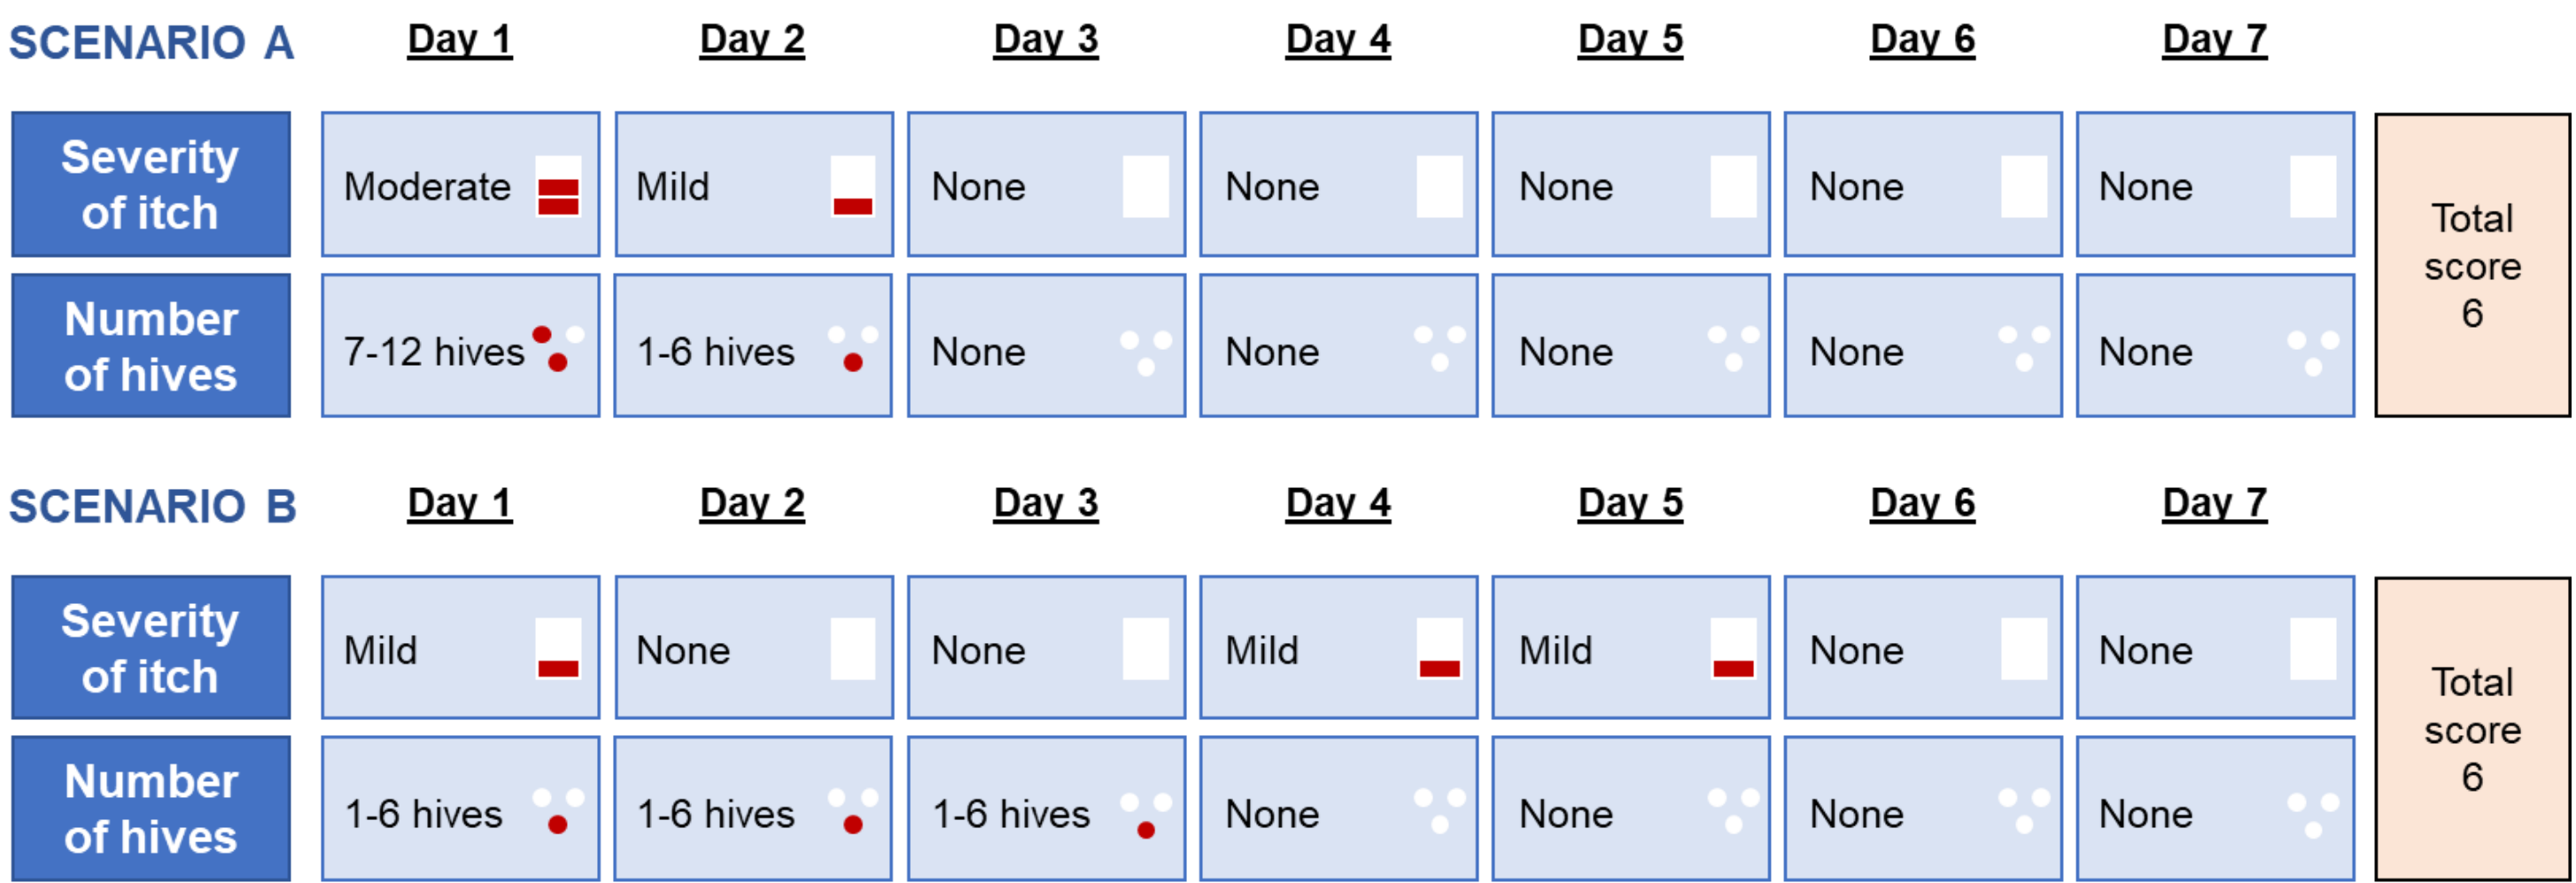 SCENARIO A Day 1 Day 2 Day 3 Day 4 Day 5 Day 6 Day 7
Severity
of itch
Moderate Mild None None None None None
Number
of hives
7-12 hives 1-6 hives None None None None None
Total
score
6
SCENARIO B Day 1 Day 2 Day 3 Day 4 Day 5 Day 6 Day 7
Severity
of itch
Mild None None Mild Mild None None
Number
of hives
1-6 hives 1-6 hives 1-6 hives None None None None
Total
score
6